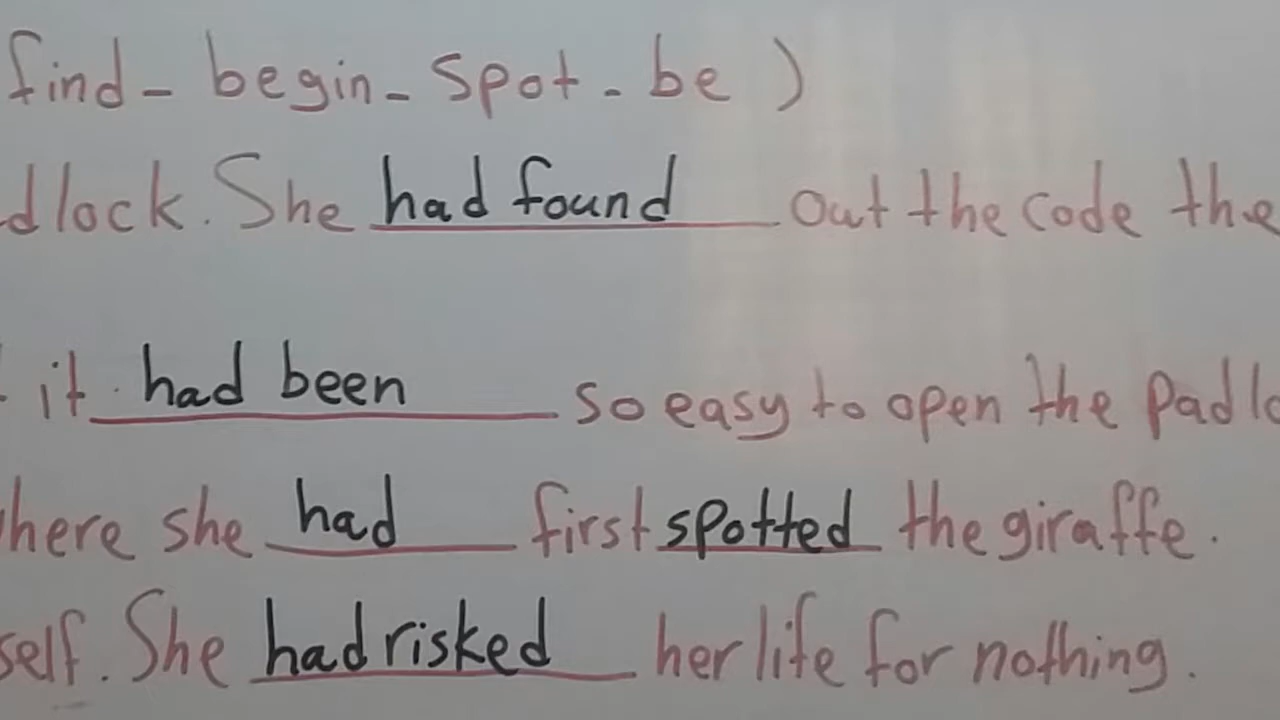 find - begin - spot - be )
dlock. She had found out the code the
it had been so easy to open the padlo
here she had first spotted the giraffe.
self. She had risked her life for nothing.